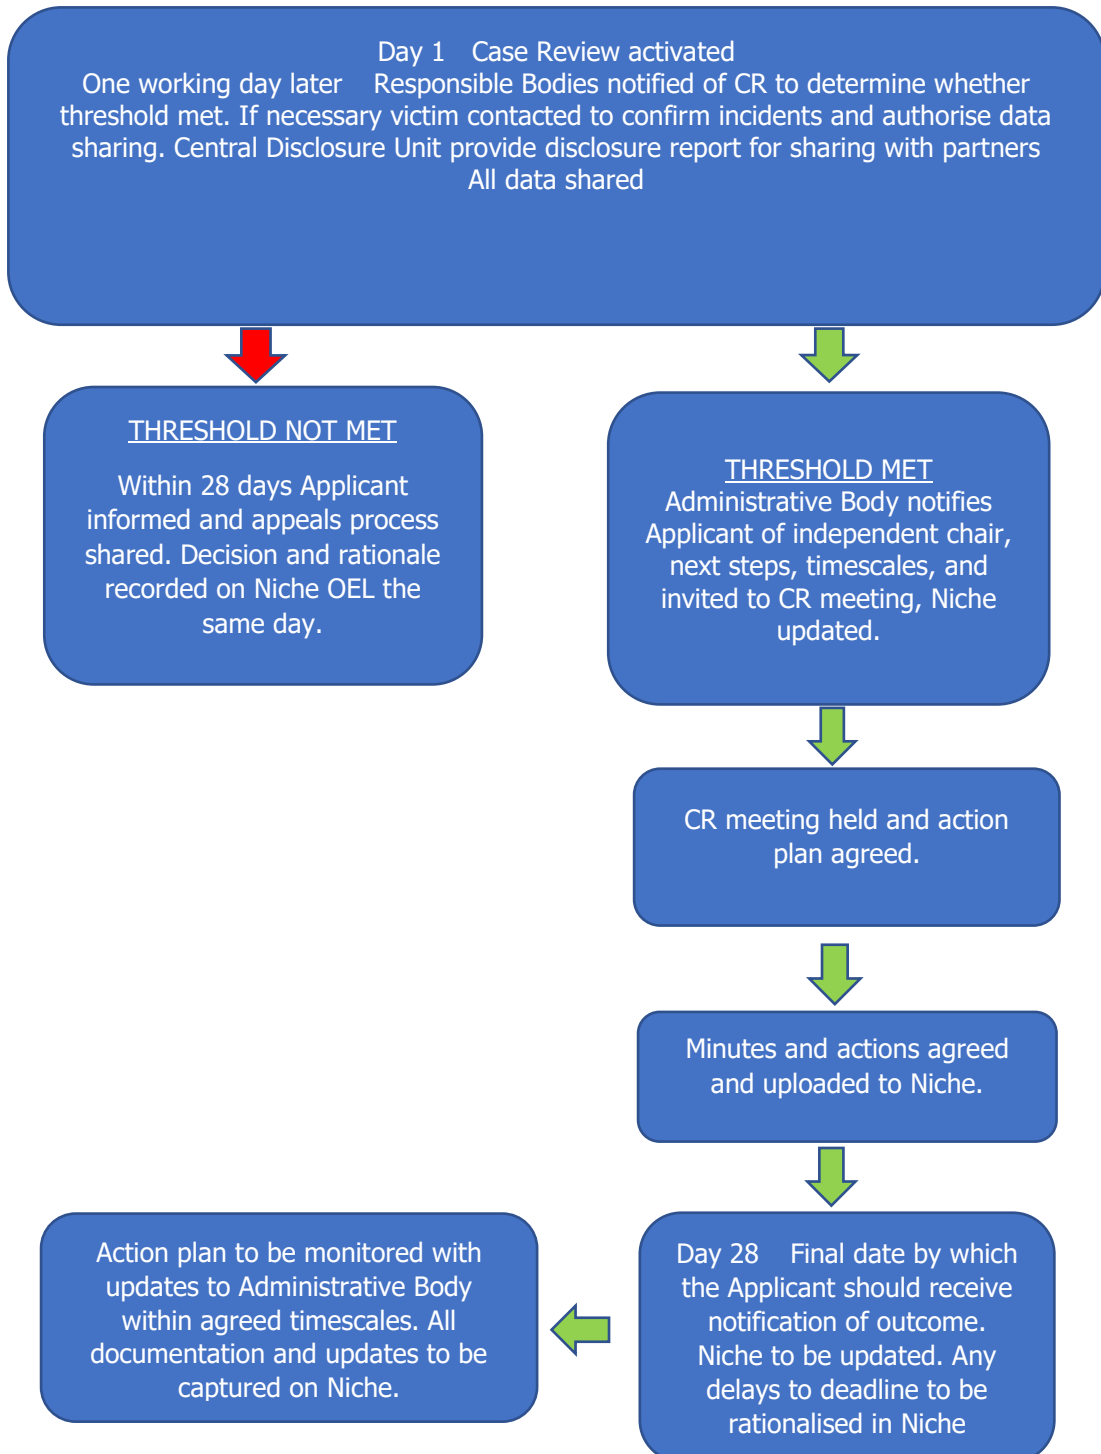 Day 1 Case Review activated
One working day later Responsible Bodies notified of CR to determine whether
threshold met. If necessary victim contacted to confirm incidents and authorise data
sharing. Central Disclosure Unit provide disclosure report for sharing with partners
All data shared
THRESHOLD NOT MET
Within 28 days Applicant
informed and appeals process
shared. Decision and rationale
recorded on Niche OEL the
same day.
THRESHOLD MET
Administrative Body notifies
Applicant of independent chair,
next steps, timescales, and
invited to CR meeting, Niche
updated.
CR meeting held and action
plan agreed.
Minutes and actions agreed
and uploaded to Niche.
Day 28 Final date by which
the Applicant should receive
notification of outcome.
Niche to be updated. Any
delays to deadline to be
rationalised in Niche
Action plan to be monitored with
updates to Administrative Body
within agreed timescales. All
documentation and updates to be
captured on Niche.